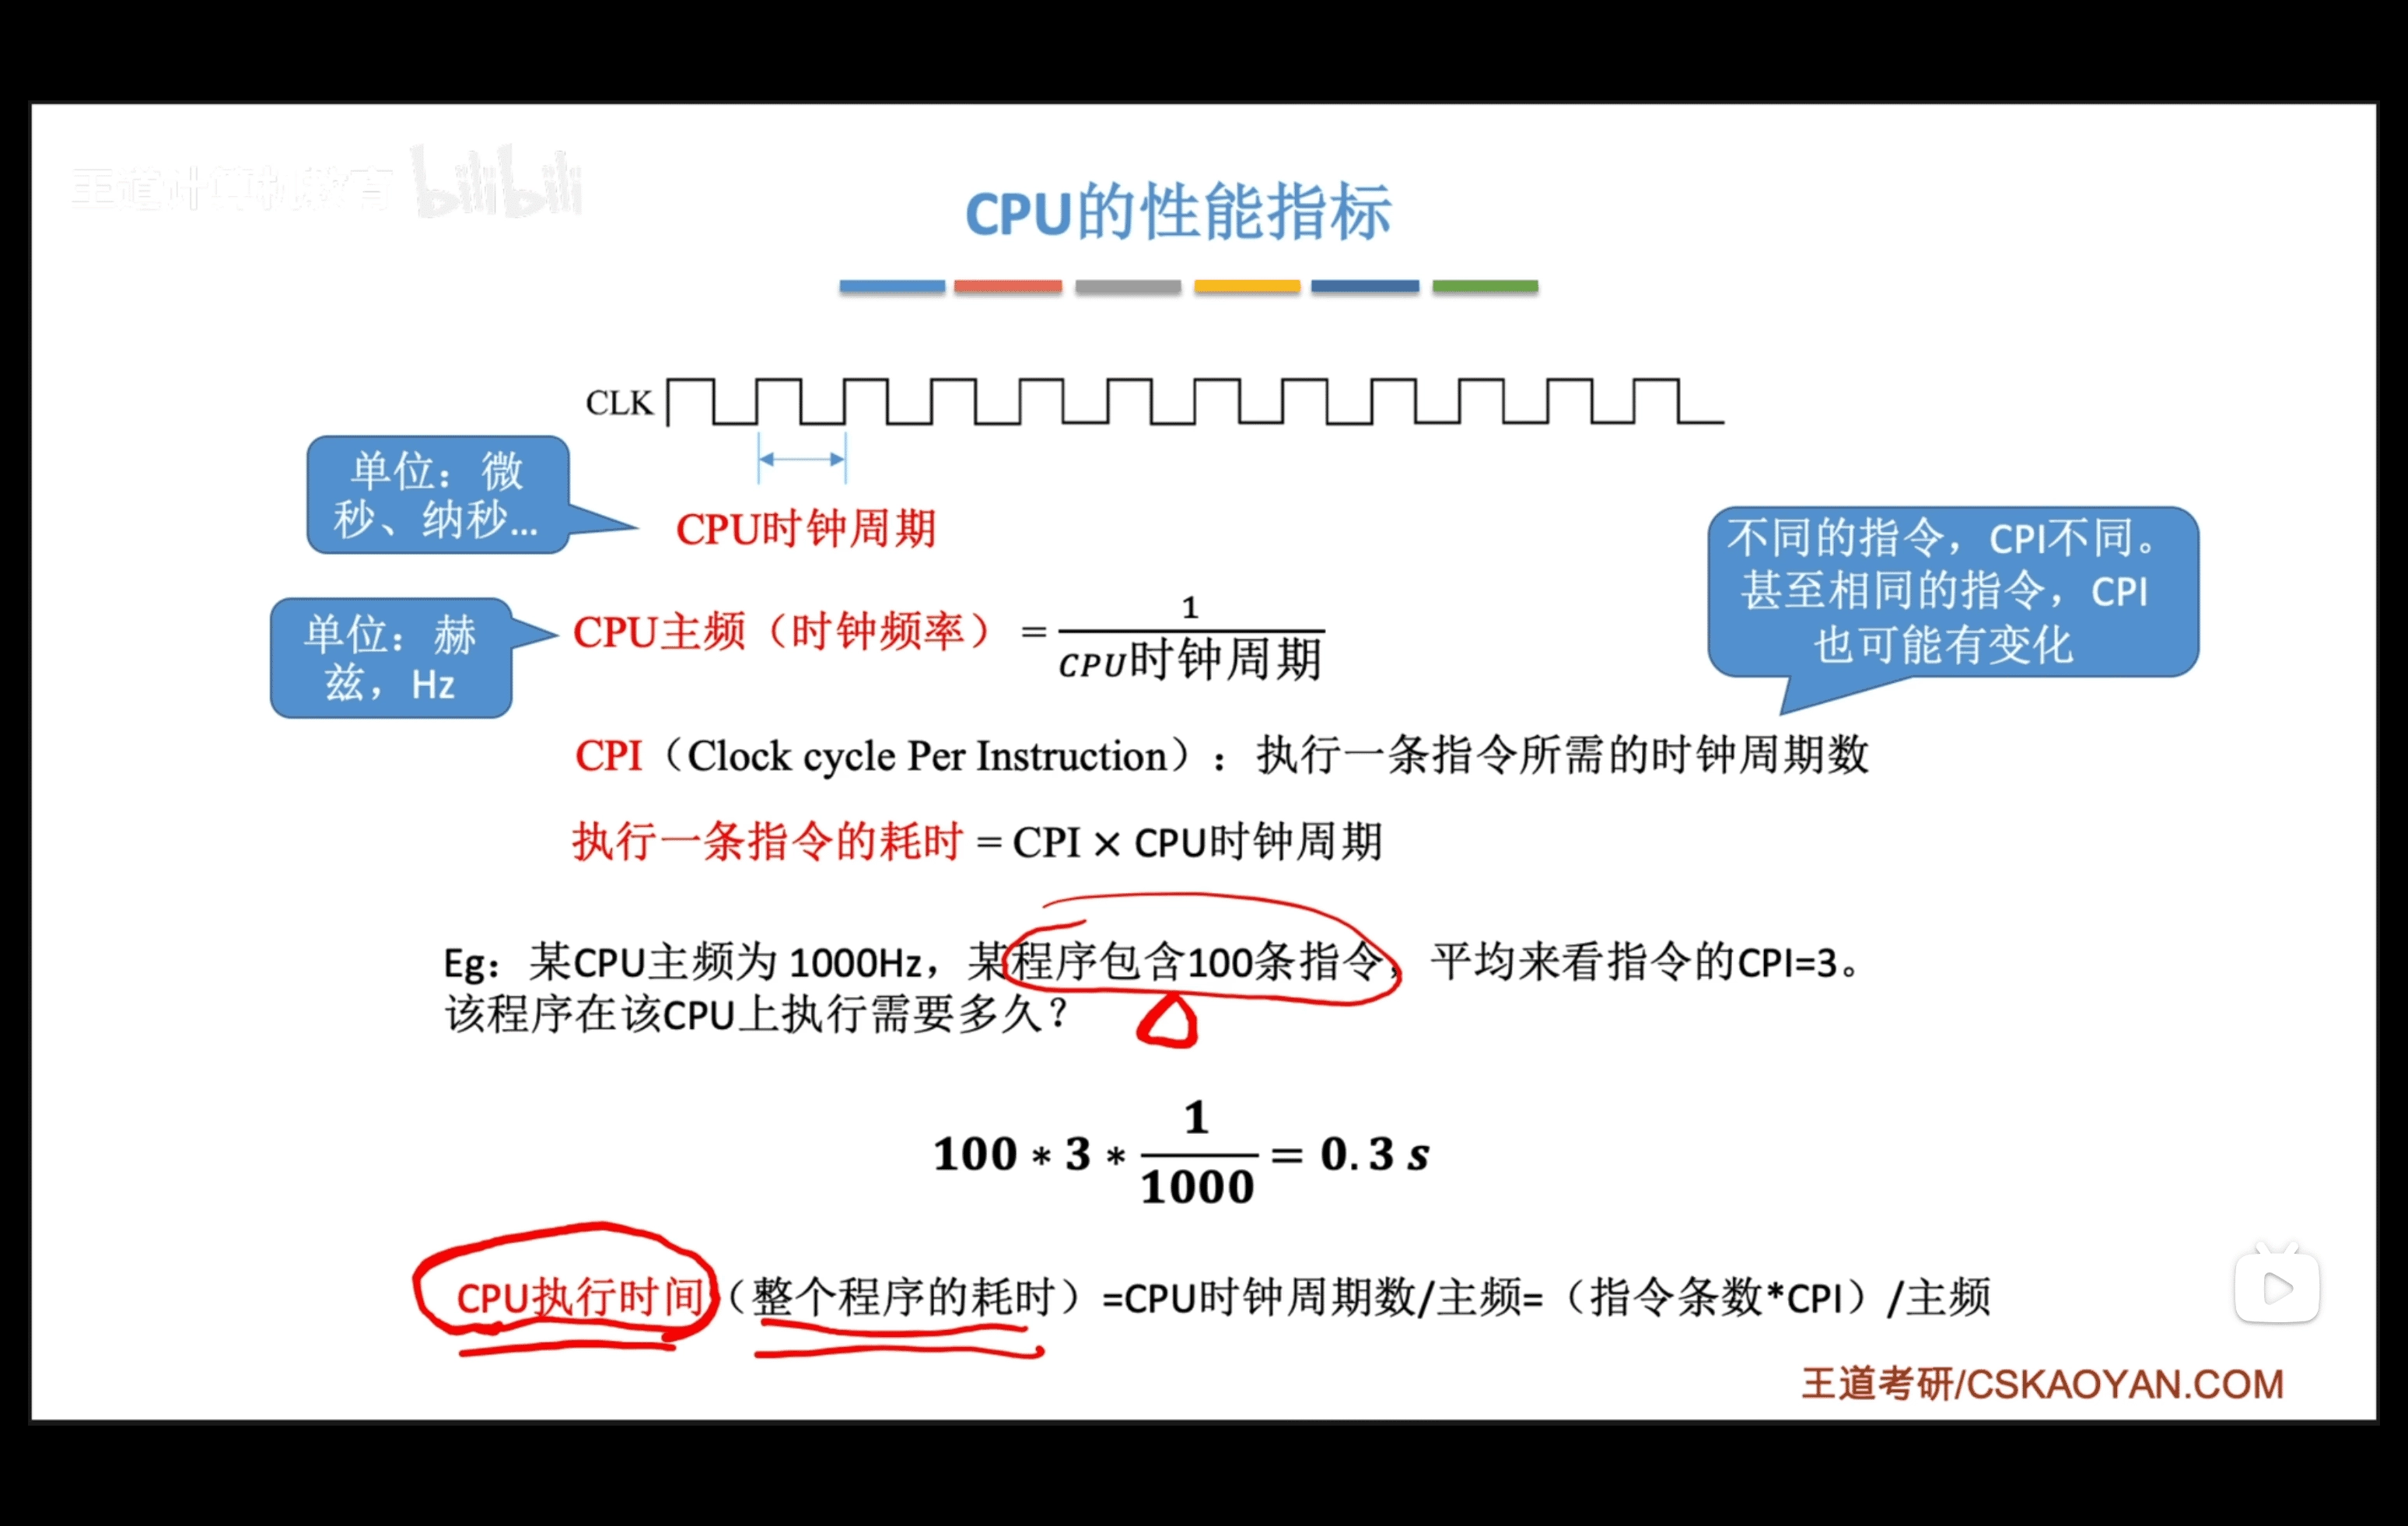 王道计算机教育 bilibili
CPU的性能指标
CLK
单位：微
秒、纳秒...
CPU时钟周期
不同的指令，CPI不同。
甚至相同的指令，CPI
也可能有变化
单位：赫
兹，Hz
CPU主频（时钟频率）= 1 / CPU时钟周期
CPI（Clock cycle Per Instruction）：执行一条指令所需的时钟周期数
执行一条指令的耗时 = CPI × CPU时钟周期
Eg：某CPU主频为 1000Hz，某程序包含100条指令，平均来看指令的CPI=3。
该程序在该CPU上执行需要多久？
100 * 3 * 1 / 1000 = 0.3 s
CPU执行时间（整个程序的耗时）=CPU时钟周期数/主频=（指令条数*CPI）/主频
王道考研/CSKAOYAN.COM